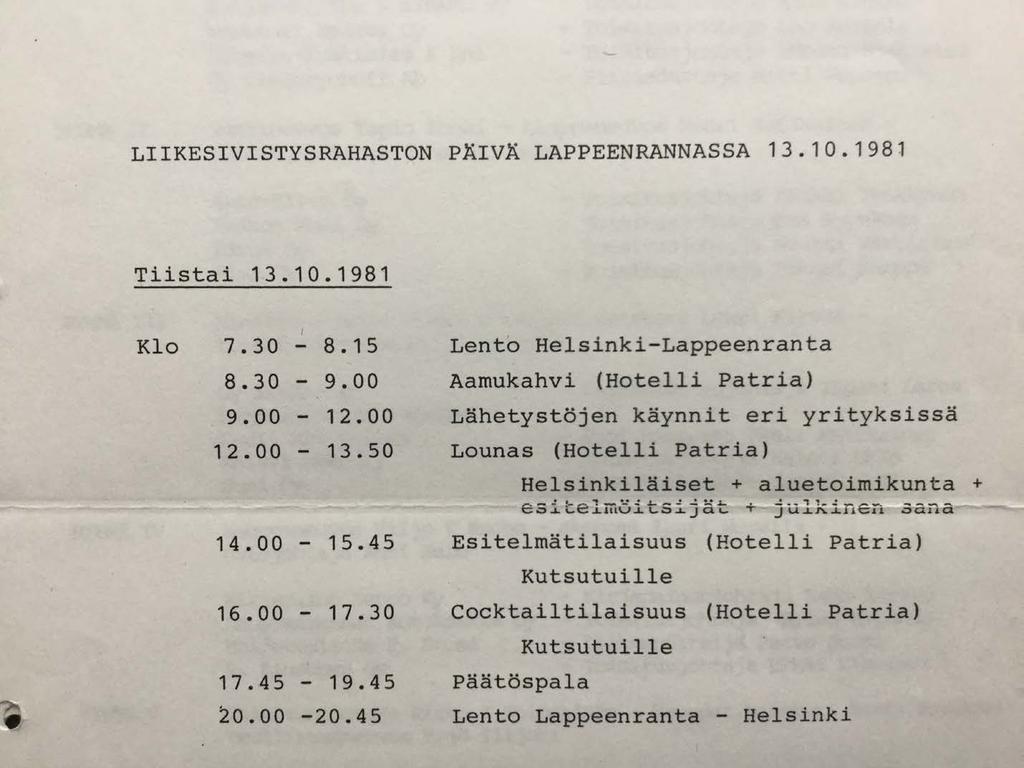 LIIKESIVISTYSRAHASTON PÄIVÄ LAPPEENRANNASSA 13.10.1981
Tiistai 13.10.1981
Klo 7.30 - 8.15 Lento Helsinki-Lappeenranta
8.30 - 9.00 Aamukahvi (Hotelli Patria)
9.00 - 12.00 Lähetystöjen käynnit eri yrityksissä
12.00 - 13.50 Lounas (Hotelli Patria)
Helsinkiläiset + aluetoimikunta +
esitelmöitsijät + julkinen sana
14.00 - 15.45 Esitelmätilaisuus (Hotelli Patria)
Kutsutuille
16.00 - 17.30 Cocktailtilaisuus (Hotelli Patria)
Kutsutuille
17.45 - 19.45 Päätöspala
20.00 -20.45 Lento Lappeenranta - Helsinki